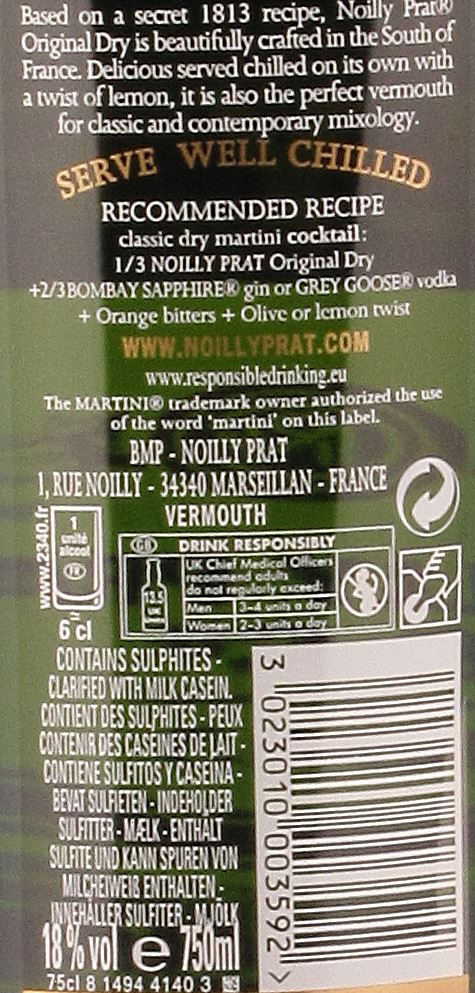 Based on a secret 1813 recipe, Noilly Prat®
Original Dry is beautifully crafted in the South of
France. Delicious served chilled on its own with
a twist of lemon, it is also the perfect vermouth
for classic and contemporary mixology.
SERVE WELL CHILLED
RECOMMENDED RECIPE
classic dry martini cocktail:
1/3 NOILLY PRAT Original Dry
+2/3 BOMBAY SAPPHIRE® gin or GREY GOOSE® vodka
+ Orange bitters + Olive or lemon twist
WWW.NOILLYPRAT.COM
www.responsibledrinking.eu
The MARTINI® trademark owner authorized the use
of the word 'martini' on this label.
BMP - NOILLY PRAT
1, RUE NOILLY - 34340 MARSEILLAN - FRANCE
VERMOUTH
www.2340.fr
1
unité
alcool
FR
6 cl
GB DRINK RESPONSIBLY
13.5
UK
Units
UK Chief Medical Officers
recommend adults
do not regularly exceed:
Men 3-4 units a day
Women 2-3 units a day
CONTAINS SULPHITES -
CLARIFIED WITH MILK CASEIN.
CONTIENT DES SULPHITES - PEUX
CONTENIR DES CASÉINES DE LAIT -
CONTIENE SULFITOS Y CASEINA -
BEVAT SULFIETEN - INDEHOLDER
SULFITTER - MÆLK - ENTHÄLT
SULFITE UND KANN SPUREN VON
MILCHEIWEIß ENTHALTEN -
INNEHÅLLER SULFITER - MJÖLK
18 % vol e 750ml
75cl 8 1494 4140 3
3 023010 003592 >